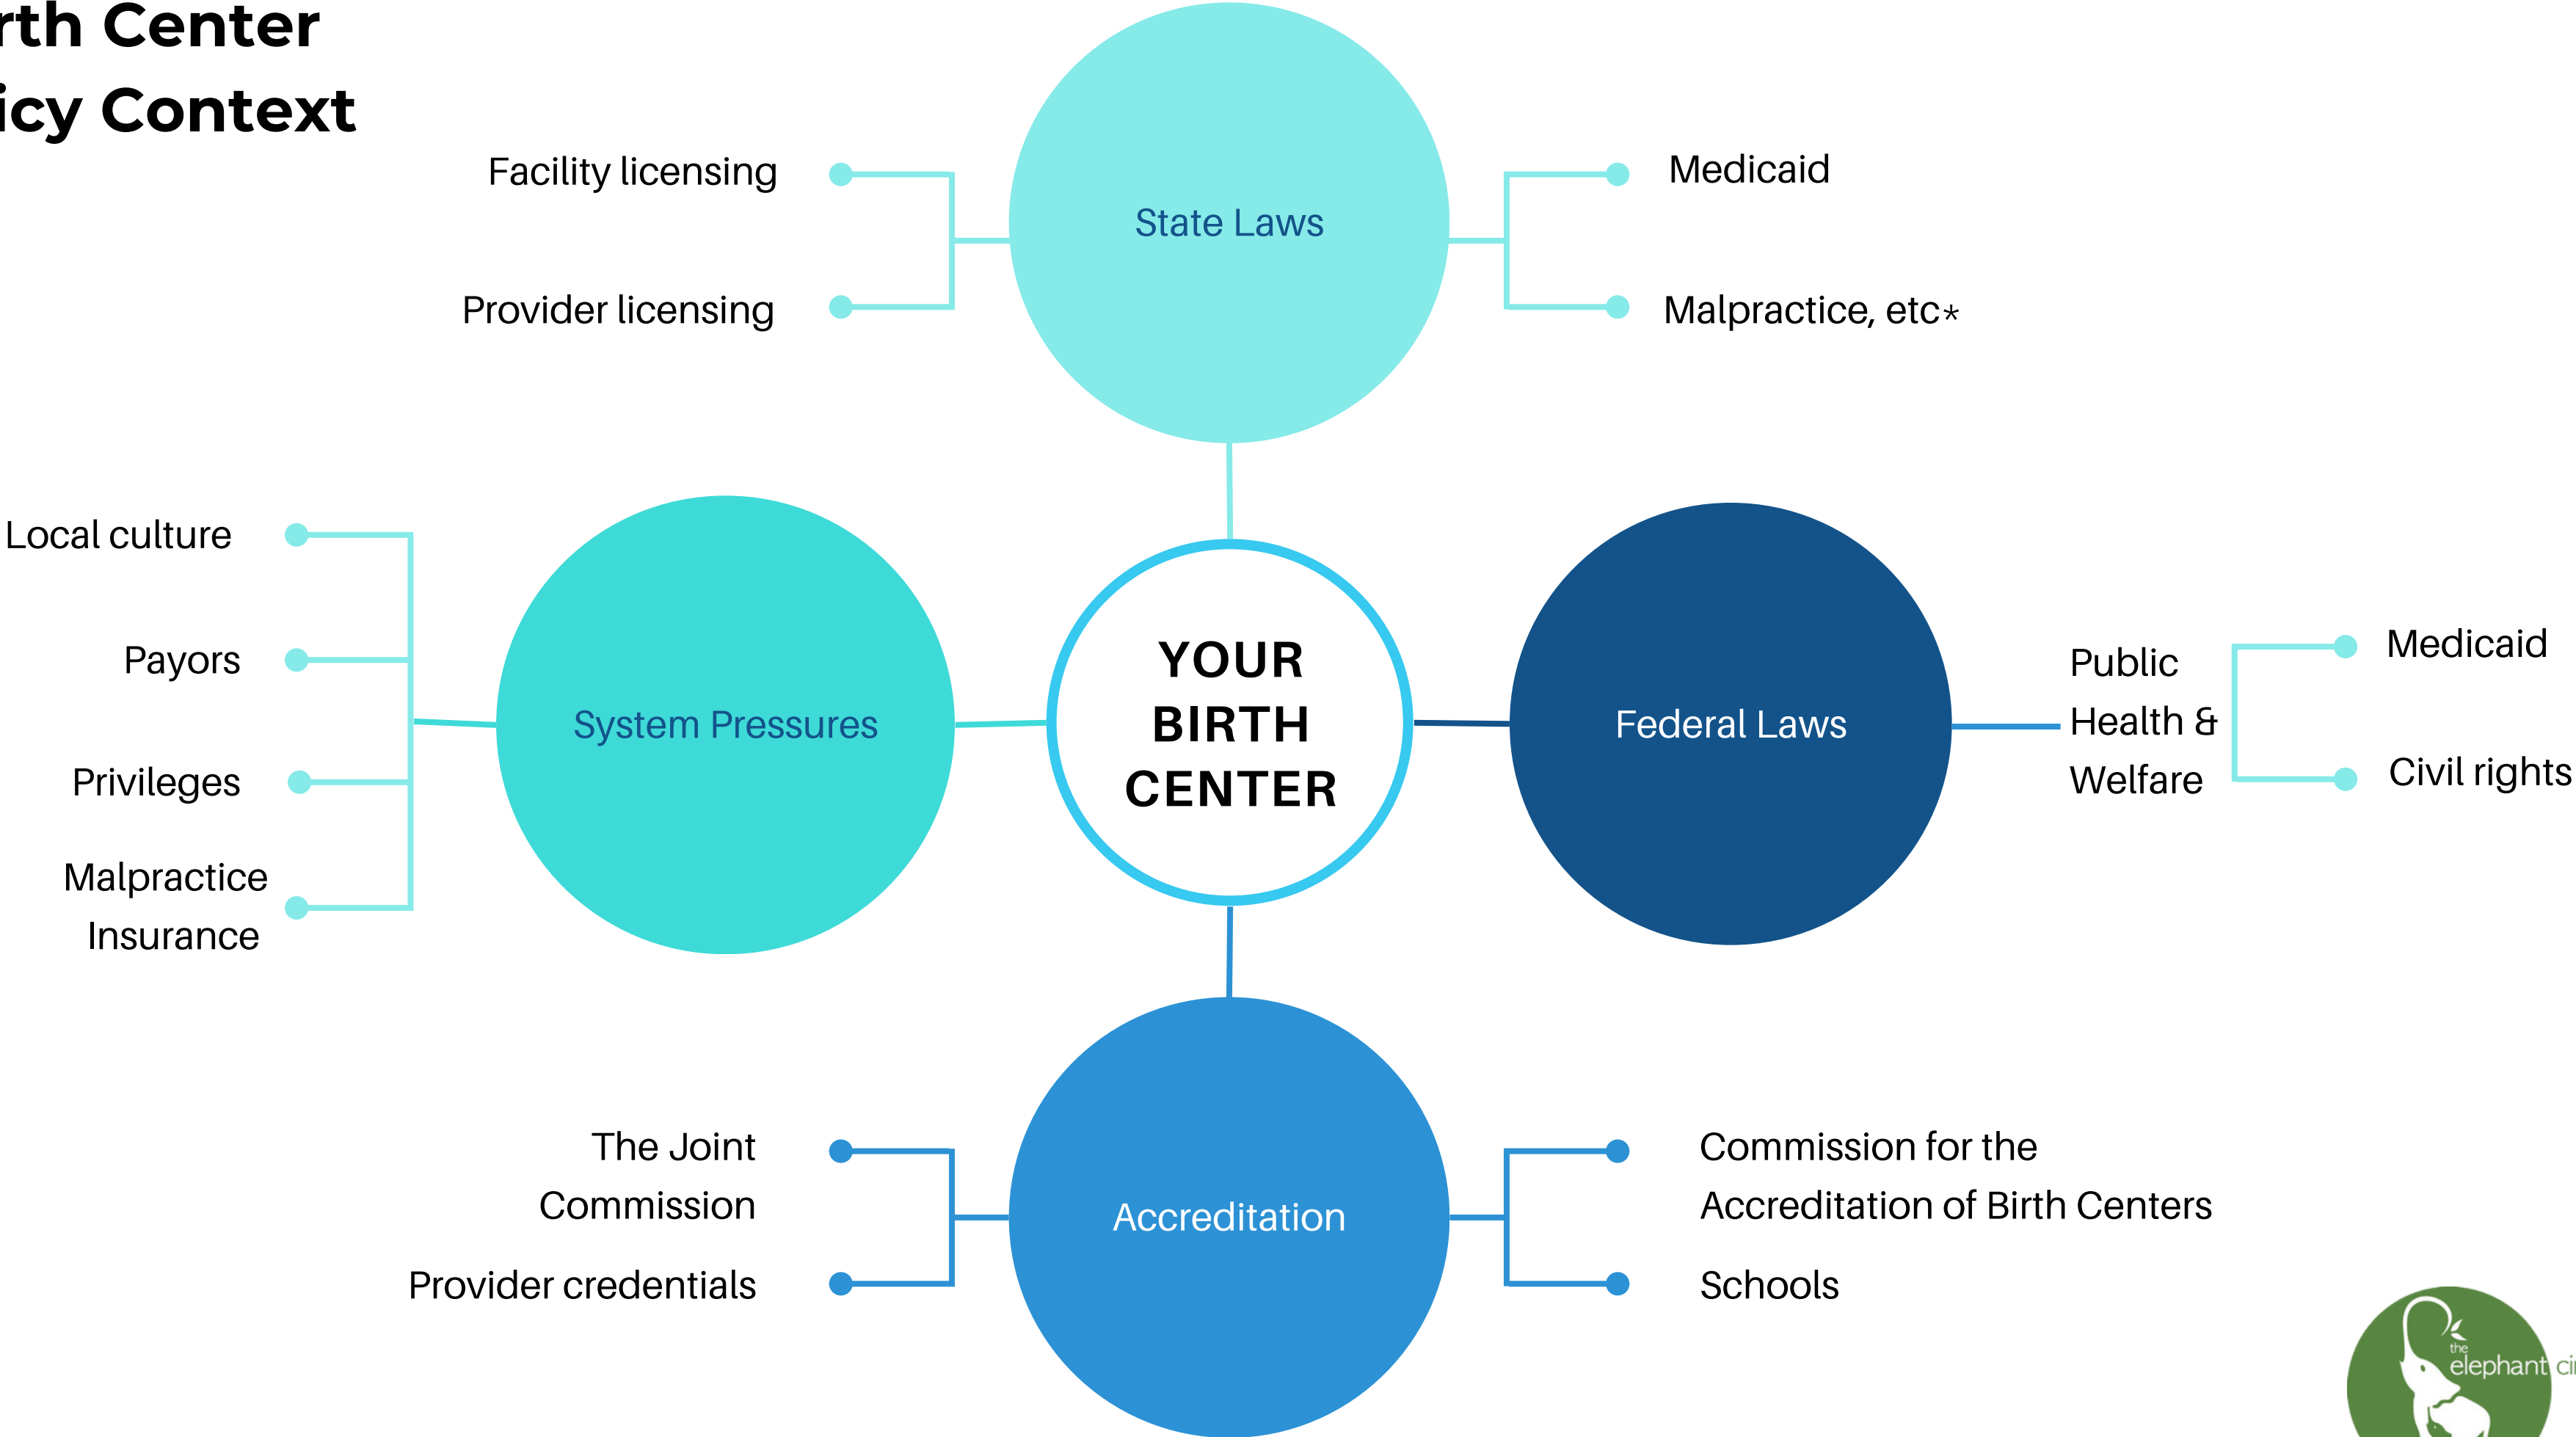 rth Center
icy Context
Facility licensing
Provider licensing
State Laws
Medicaid
Malpractice, etc*
Local culture
Payors
Privileges
Malpractice
Insurance
System Pressures
YOUR
BIRTH
CENTER
Federal Laws
Public
Health &
Welfare
Medicaid
Civil rights
The Joint
Commission
Provider credentials
Accreditation
Commission for the
Accreditation of Birth Centers
Schools
the
elephant ci